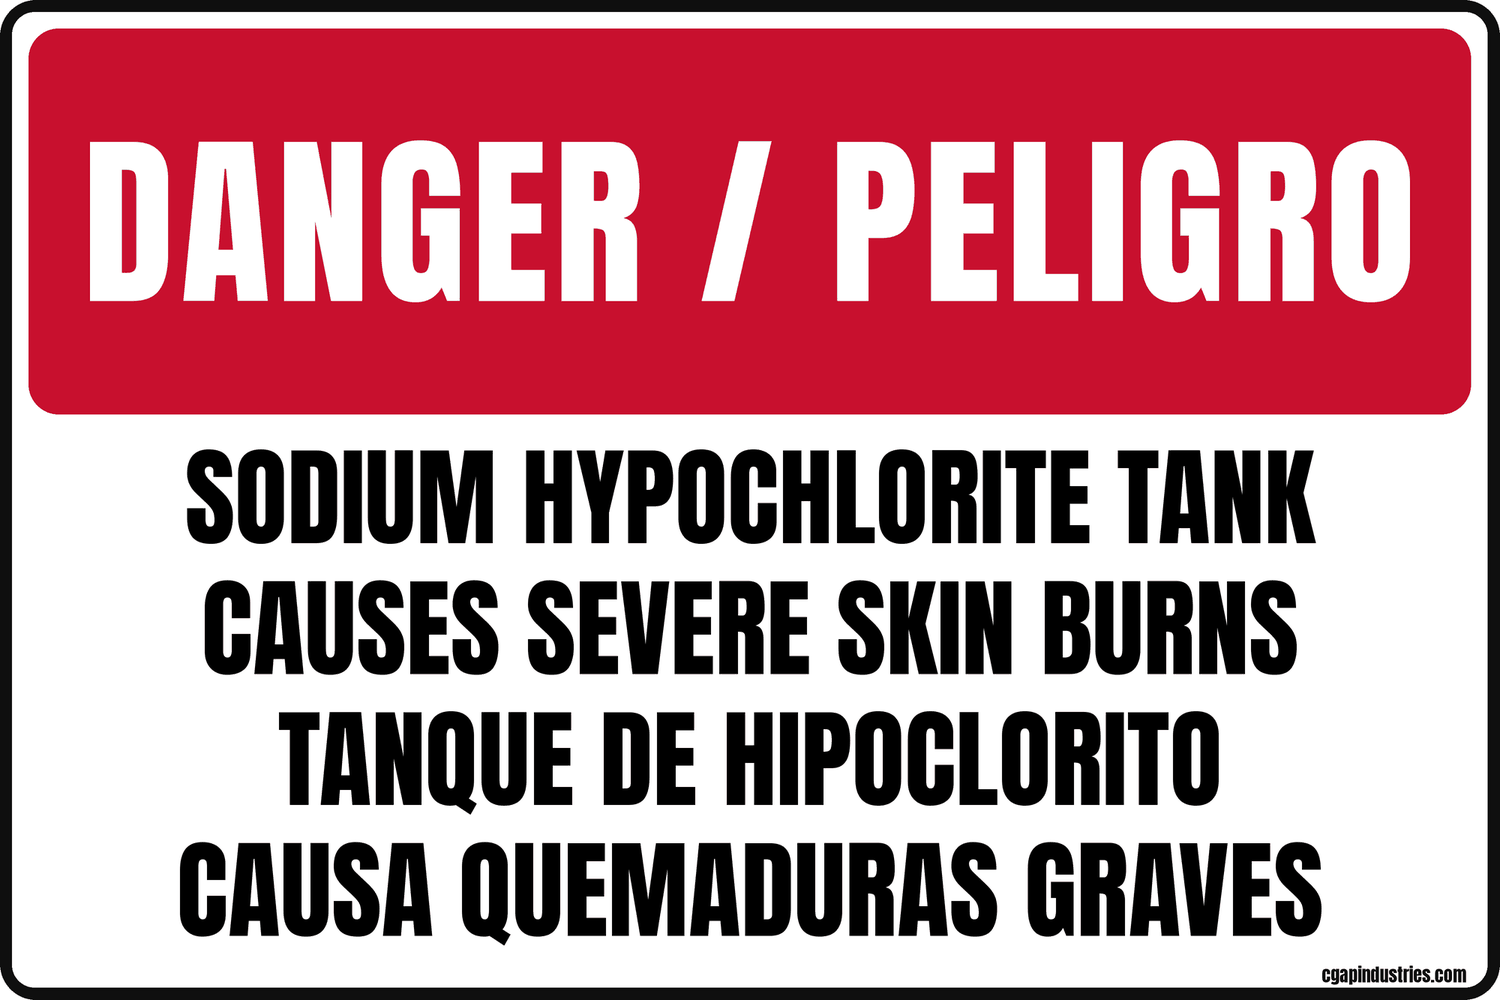 DANGER / PELIGRO
SODIUM HYPOCHLORITE TANK
CAUSES SEVERE SKIN BURNS
TANQUE DE HIPOCLORITO
CAUSA QUEMADURAS GRAVES
cgapindustries.com